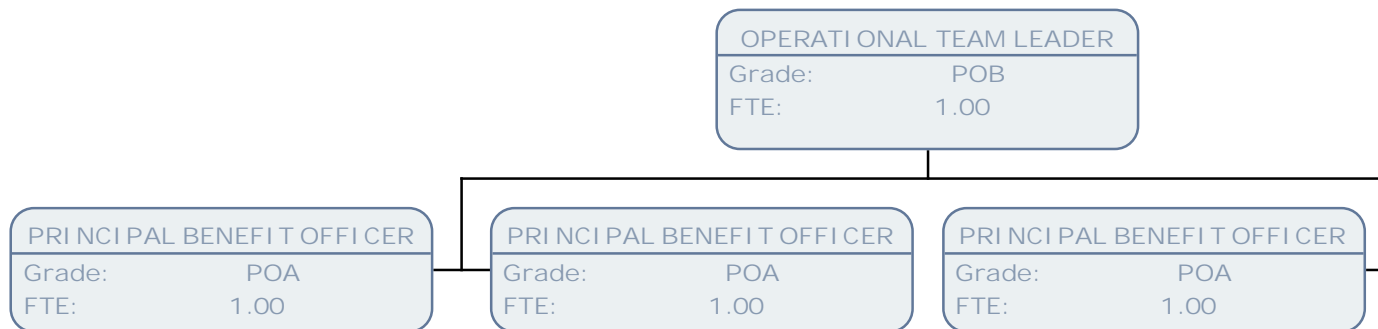 OPERATIONAL TEAM LEADER
Grade: POB
FTE: 1.00
PRINCIPAL BENEFIT OFFICER
Grade: POA
FTE: 1.00
PRINCIPAL BENEFIT OFFICER
Grade: POA
FTE: 1.00
PRINCIPAL BENEFIT OFFICER
Grade: POA
FTE: 1.00